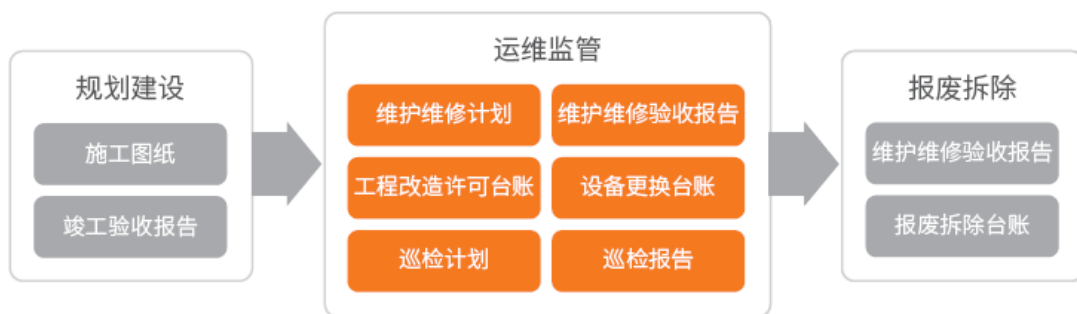 规划建设
施工图纸
竣工验收报告
运维监管
维护维修计划
维护维修验收报告
工程改造许可台账
设备更换台账
巡检计划
巡检报告
报废拆除
维护维修验收报告
报废拆除台账